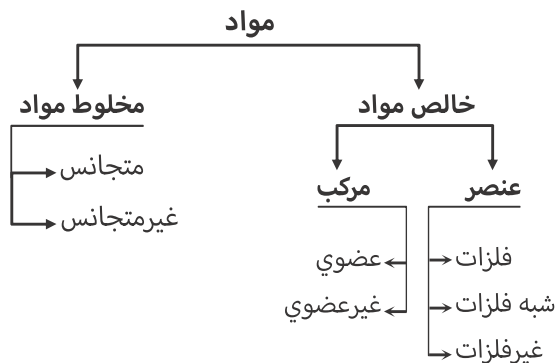 مواد
خالص مواد
مخلوط مواد
عنصر
مرکب
فلزات
شبه فلزات
غیرفلزات
عضوي
غیرعضوي
متجانس
غیرمتجانس